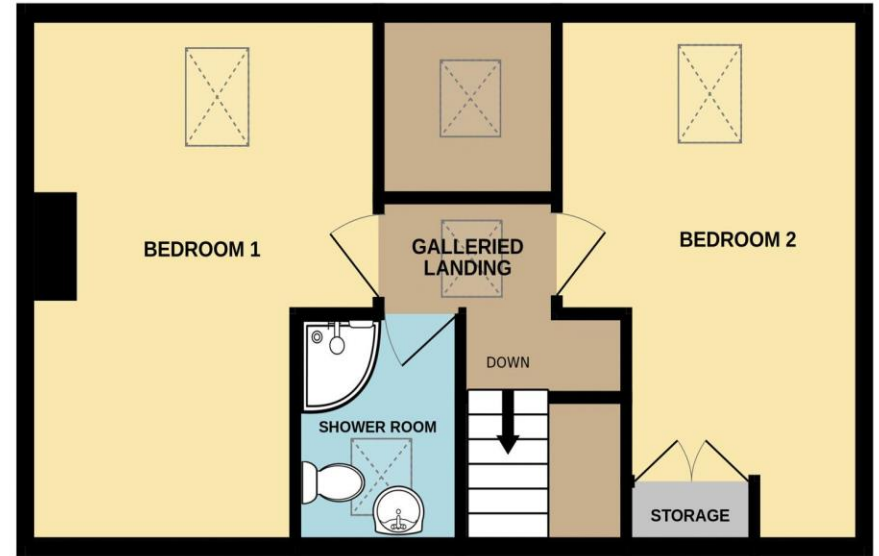 BEDROOM 1
GALLERIED
LANDING
BEDROOM 2
DOWN
SHOWER ROOM
STORAGE